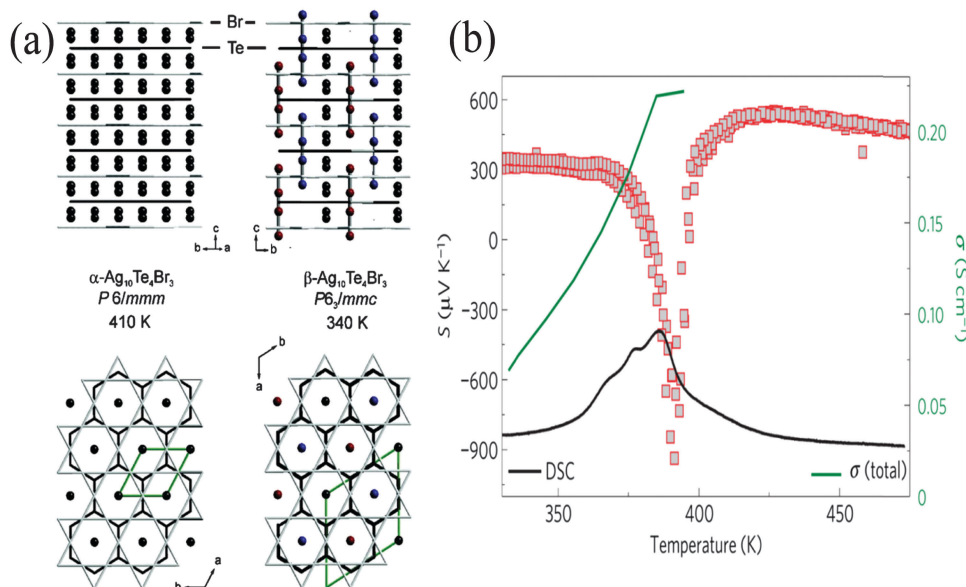 (a)
Br
Te
c
b
a
c
c
b
α-Ag₁₀Te₄Br₃
P 6/mmm
410 K
β-Ag₁₀Te₄Br₃
P6₃/mmc
340 K
b
a
a
b
(b)
600
300
0
−300
−600
−900
S (μV K⁻¹)
0.20
0.15
0.10
0.05
0
σ (S cm⁻¹)
DSC
σ (total)
350
400
450
Temperature (K)